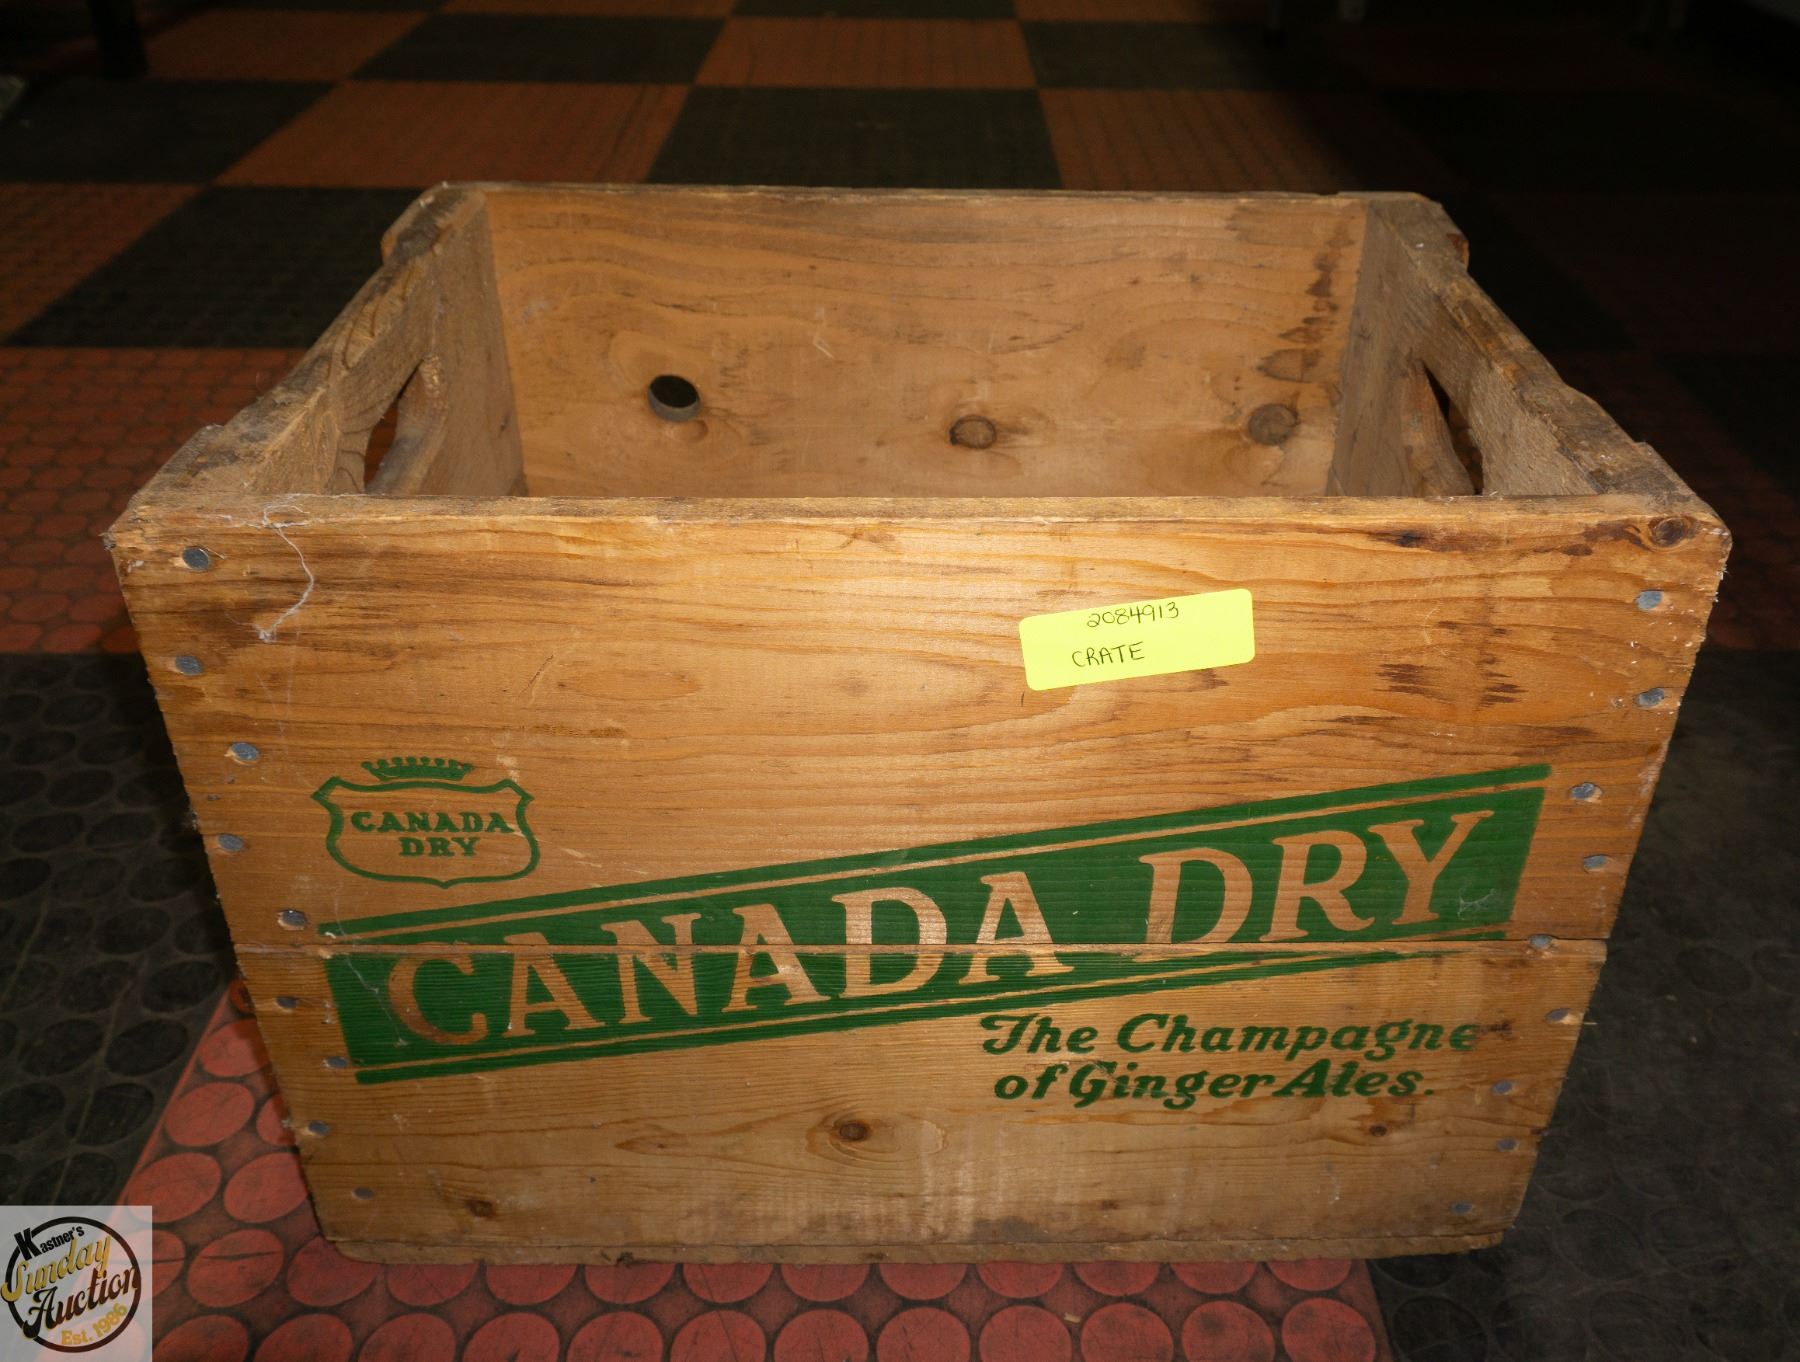 2084913
CRATE
CANADA
DRY
CANADA DRY
The Champagne
of Ginger Ales.
Kastner's
Sunday
Auction
Est. 1986